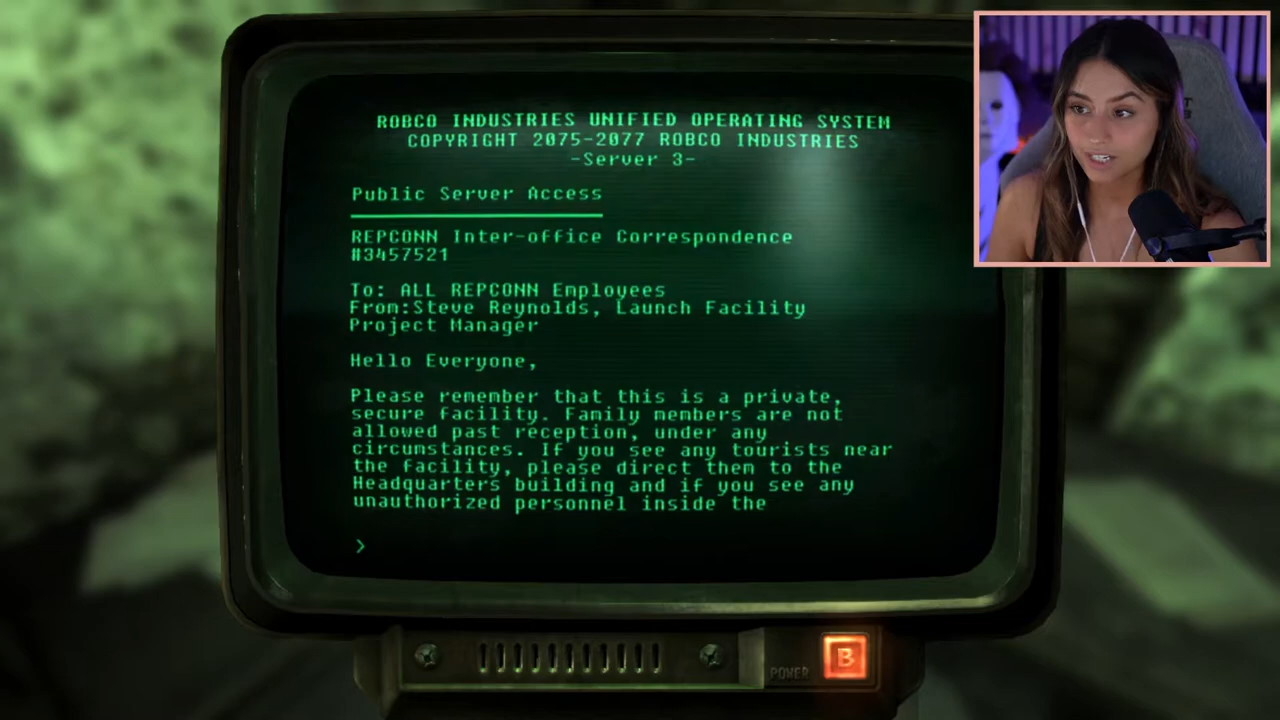 ROBCO INDUSTRIES UNIFIED OPERATING SYSTEM
COPYRIGHT 2075-2077 ROBCO INDUSTRIES
-Server 3-
Public Server Access
REPCONN Inter-office Correspondence
#3457521
To: ALL REPCONN Employees
From:Steve Reynolds, Launch Facility
Project Manager
Hello Everyone,
Please remember that this is a private,
secure facility. Family members are not
allowed past reception, under any
circumstances. If you see any tourists near
the facility, please direct them to the
Headquarters building and if you see any
unauthorized personnel inside the
>
POWER
B